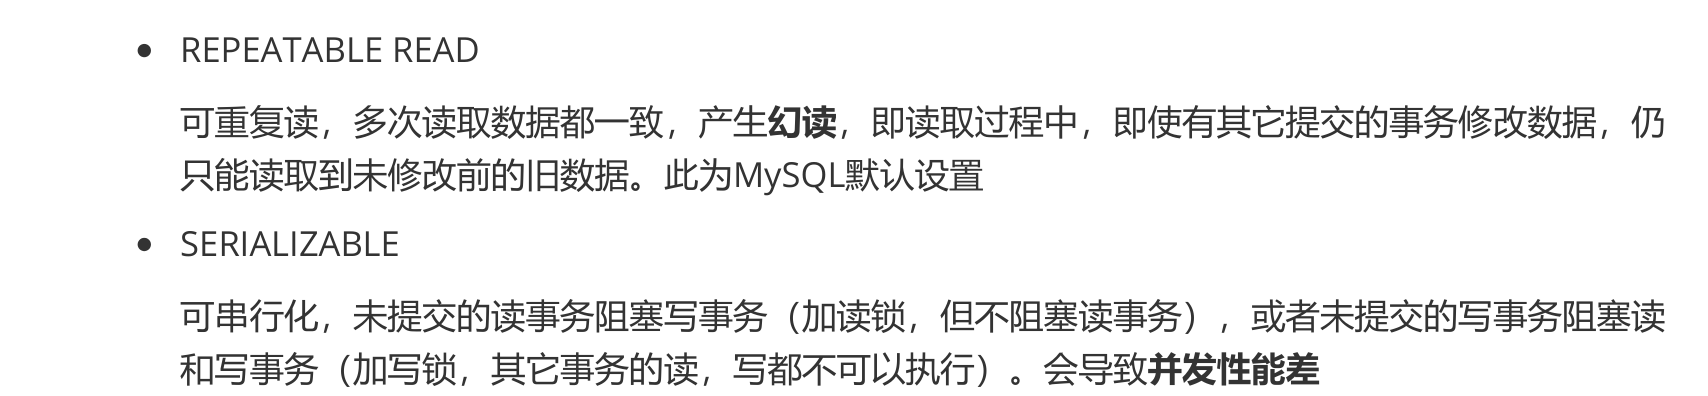 REPEATABLE READ
可重复读，多次读取数据都一致，产生幻读，即读取过程中，即使有其它提交的事务修改数据，仍
只能读取到未修改前的旧数据。此为MySQL默认设置
SERIALIZABLE
可串行化，未提交的读事务阻塞写事务（加读锁，但不阻塞读事务），或者未提交的写事务阻塞读
和写事务（加写锁，其它事务的读，写都不可以执行）。会导致并发性能差